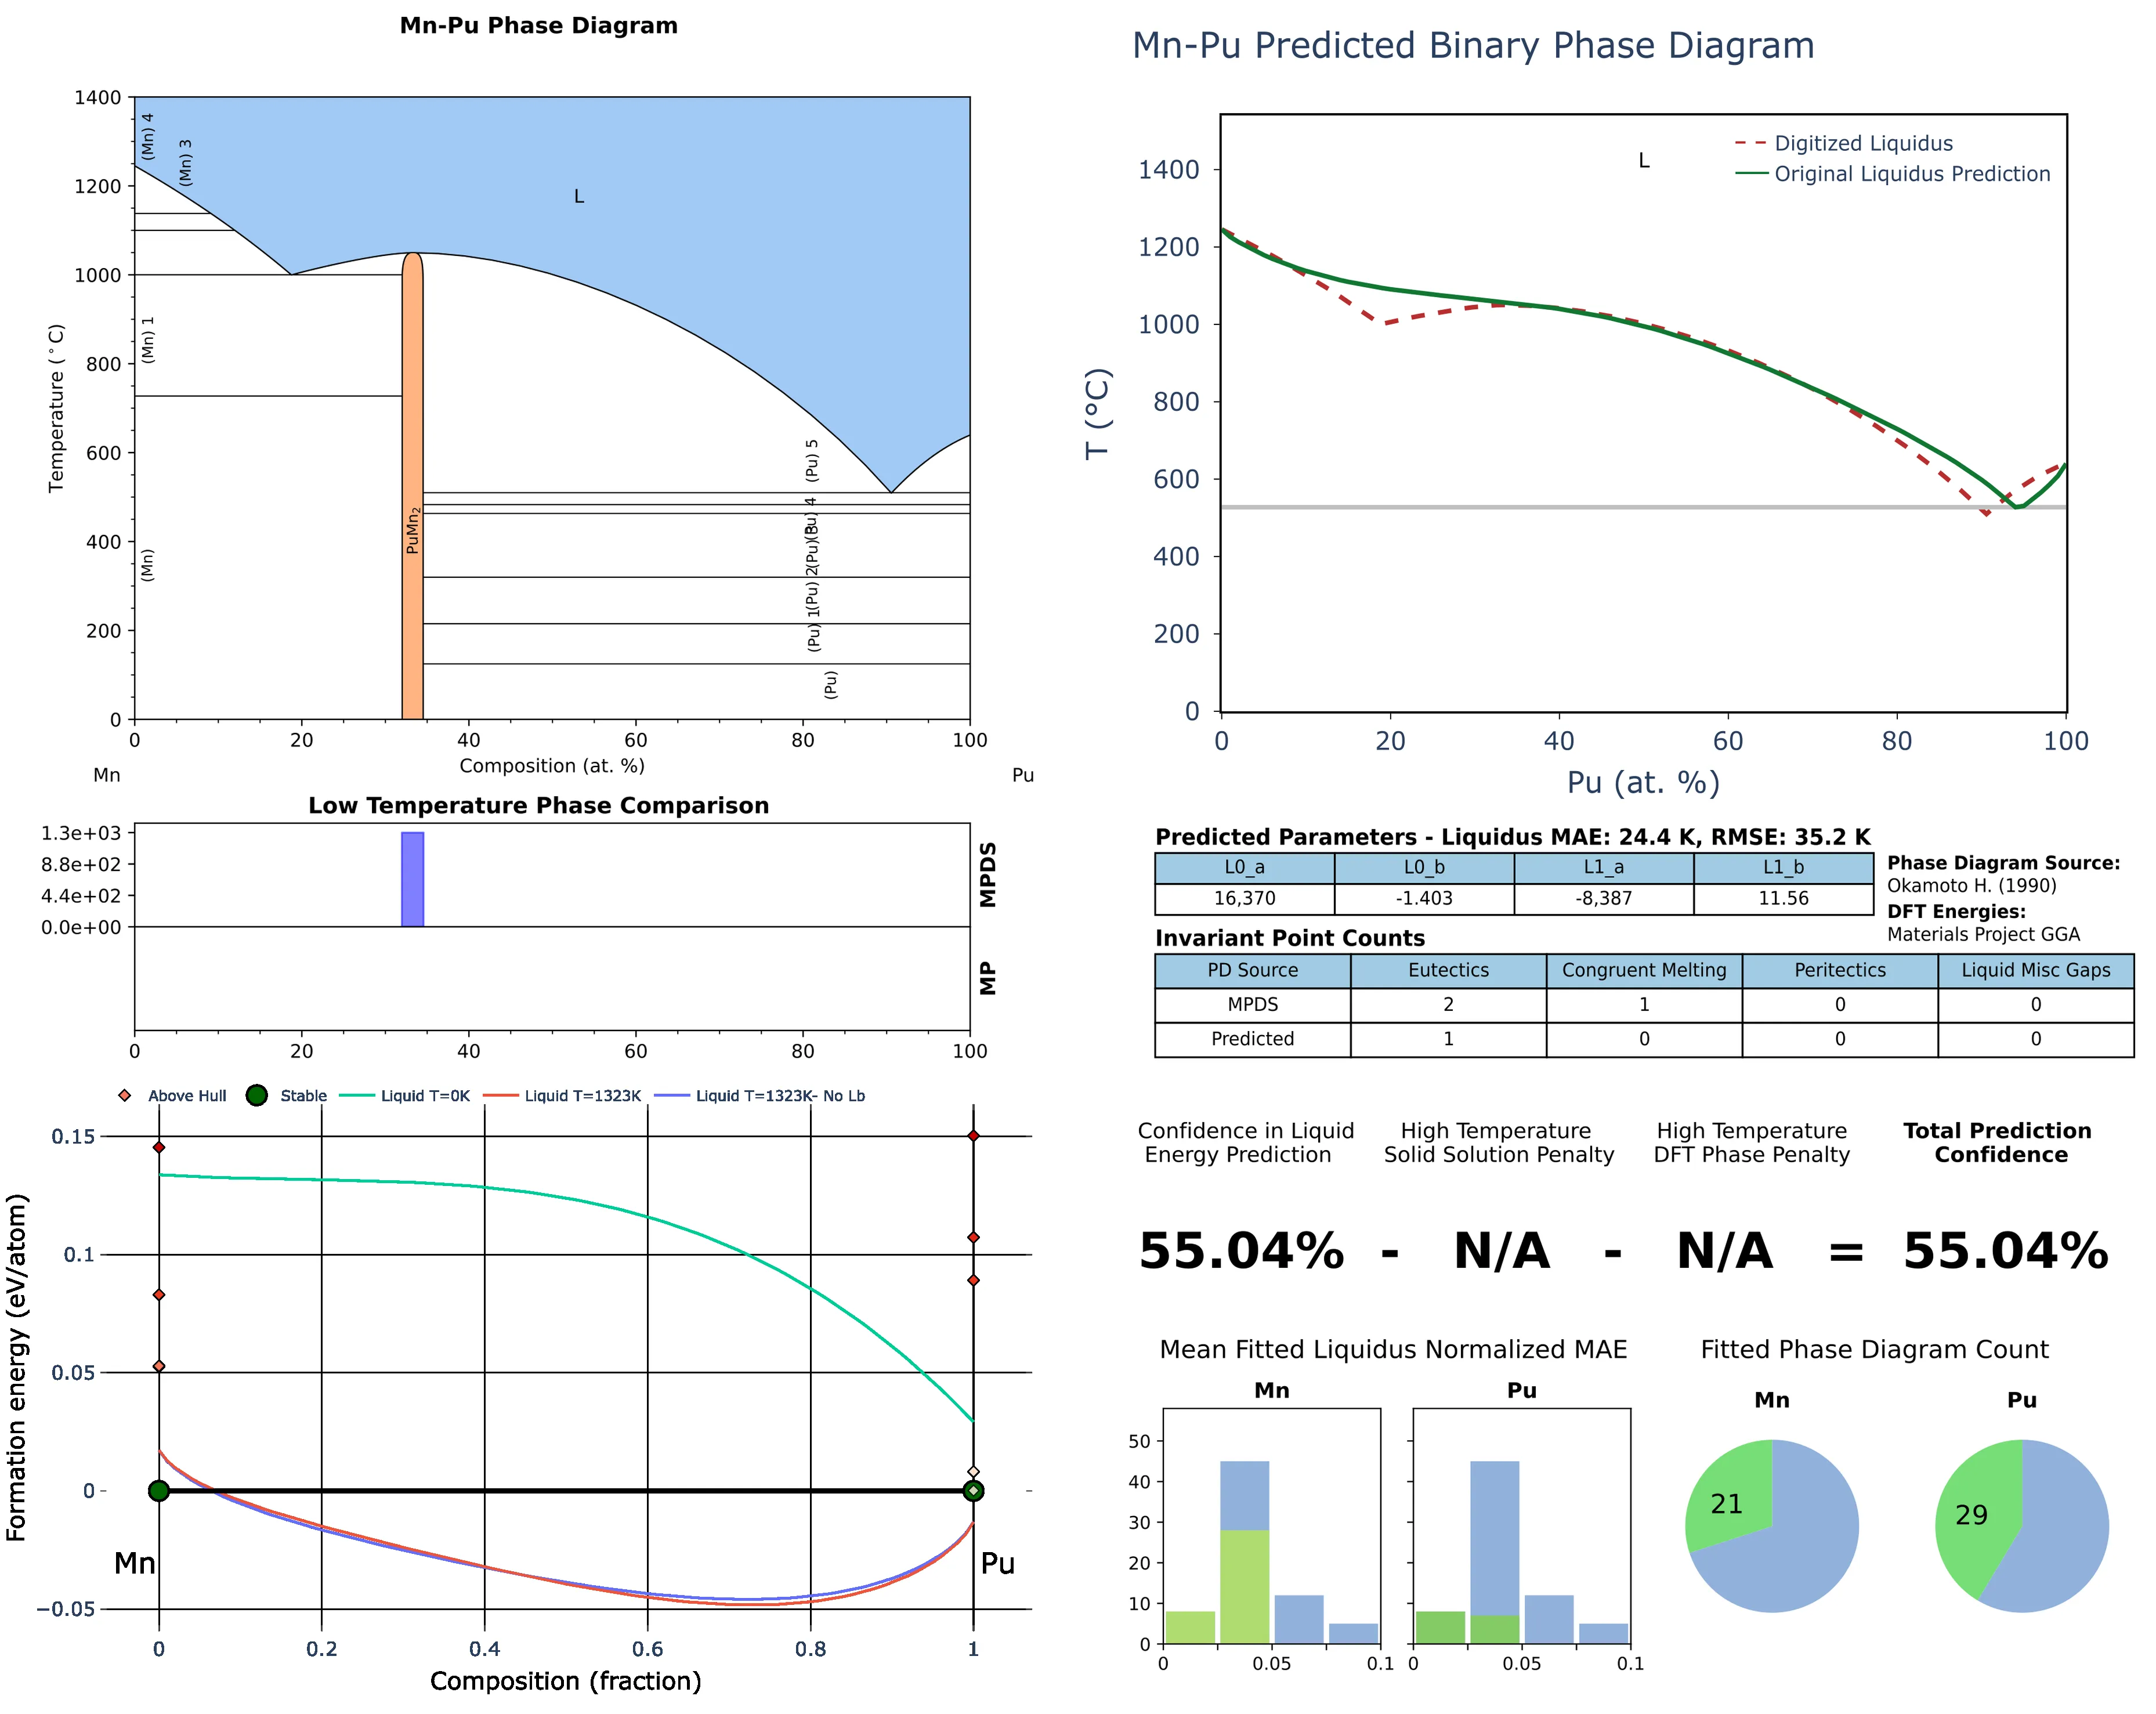 Mn-Pu Phase Diagram
1400
1200
1000
800
600
400
200
0
Temperature (°C)
(Mn) 4
(Mn) 3
(Mn) 1
(Mn)
L
PuMn2
(Pu) 5
(Pu) 4
(Pu) 3
(Pu) 2
(Pu) 1
(Pu)
0 20 40 60 80 100
Composition (at. %)
Mn Pu
Low Temperature Phase Comparison
1.3e+03
8.8e+02
4.4e+02
0.0e+00
MPDS
MP
0 20 40 60 80 100
Above Hull Stable Liquid T=0K Liquid T=1323K Liquid T=1323K- No Lb
0.15
0.1
0.05
0
−0.05
Formation energy (eV/atom)
Mn Pu
0 0.2 0.4 0.6 0.8 1
Composition (fraction)
Mn-Pu Predicted Binary Phase Diagram
L
Digitized Liquidus
Original Liquidus Prediction
1400
1200
1000
800
600
400
200
0
T (°C)
0 20 40 60 80 100
Pu (at. %)
Predicted Parameters - Liquidus MAE: 24.4 K, RMSE: 35.2 K
L0_a L0_b L1_a L1_b
16,370 -1.403 -8,387 11.56
Phase Diagram Source:
Okamoto H. (1990)
DFT Energies:
Materials Project GGA
Invariant Point Counts
PD Source Eutectics Congruent Melting Peritectics Liquid Misc Gaps
MPDS 2 1 0 0
Predicted 1 0 0 0
Confidence in Liquid High Temperature High Temperature Total Prediction
Energy Prediction Solid Solution Penalty DFT Phase Penalty Confidence
55.04% - N/A - N/A = 55.04%
Mean Fitted Liquidus Normalized MAE Fitted Phase Diagram Count
Mn Pu Mn Pu
50
40
30
20
10
0
0 0.05 0.1 0 0.05 0.1
21 29